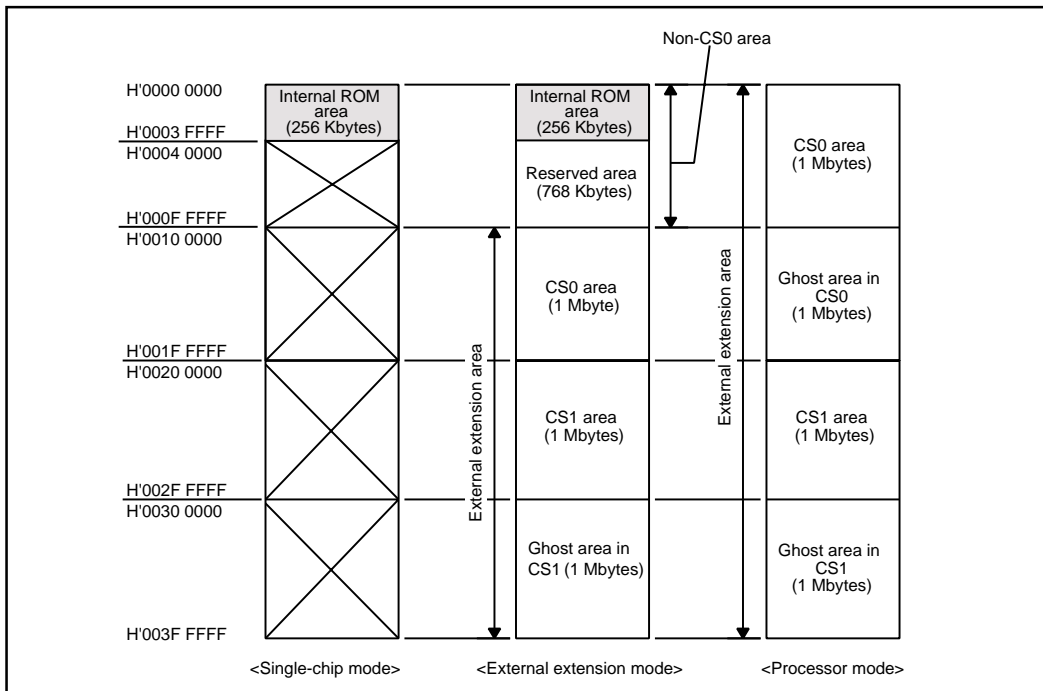 Non-CS0 area
H'0000 0000
H'0003 FFFF
H'0004 0000
H'000F FFFF
H'0010 0000
H'001F FFFF
H'0020 0000
H'002F FFFF
H'0030 0000
H'003F FFFF
Internal ROM
area
(256 Kbytes)
<Single-chip mode>
External extension area
Internal ROM
area
(256 Kbytes)
Reserved area
(768 Kbytes)
CS0 area
(1 Mbyte)
CS1 area
(1 Mbytes)
Ghost area in
CS1 (1 Mbytes)
<External extension mode>
External extension area
CS0 area
(1 Mbytes)
Ghost area in
CS0
(1 Mbytes)
CS1 area
(1 Mbytes)
Ghost area in
CS1
(1 Mbytes)
<Processor mode>